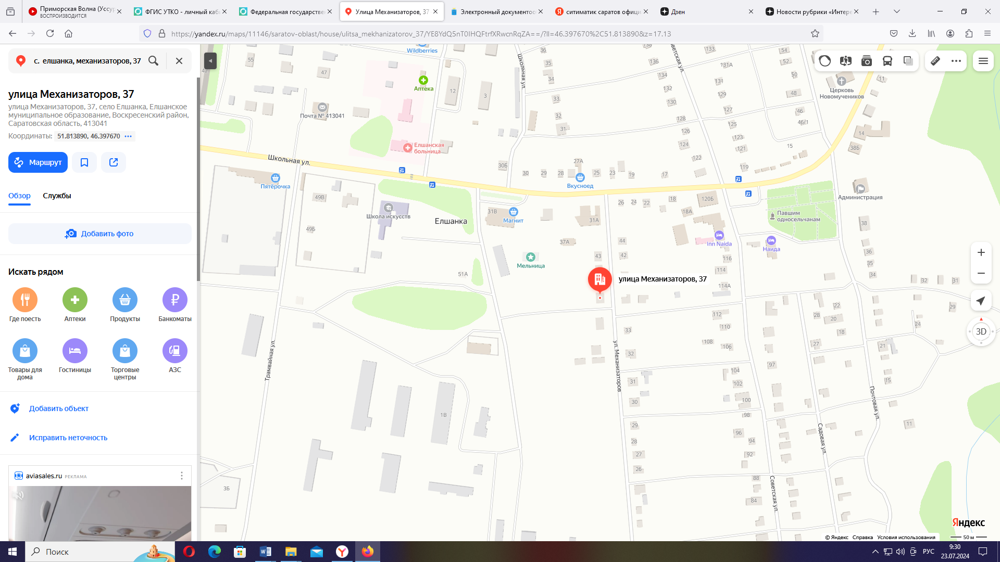 Приморская Волна (Уссур
ВОСПРОИЗВОДИТСЯ
ФГИС УТКО - личный каб
Федеральная государстве
Улица Механизаторов, 37
Электронный документоо
ситиматик саратов офиц
Дзен
Новости рубрики «Интере
https://yandex.ru/maps/11146/saratov-oblast/house/ulitsa_mekhanizatorov_37/YE8YdQ5nT0IHQFtrfXRwcnRqZA==/?ll=46.397670%2C51.813890&z=17.13
с. елшанка, механизаторов, 37
улица Механизаторов, 37
улица Механизаторов, 37, село Елшанка, Елшанское
муниципальное образование, Воскресенский район,
Саратовская область, 413041
Координаты: 51.813890, 46.397670
Маршрут
Обзор
Службы
Добавить фото
Искать рядом
Где поесть
Аптеки
Продукты
Банкоматы
Товары для
дома
Гостиницы
Торговые
центры
АЗС
Добавить объект
Исправить неточность
aviasales.ru РЕКЛАМА
Wildberries
36
Советская ул.
133
54
55
47
Школьная ул.
35
136
131А
52
34
134
50
11
Аптека
12
3
132
131
Церковь
Новомучеников
33
130
129
48
Почта № 413041
32
127
46
128
31
125
46/1
126
123
14
Елшанская
больница
124
121
15
38Б
Школьная ул.
30Б
27А
122
119
30
29
28
25
23
19
17
Пятёрочка
Вкусноед
49В
26
24
22
18
120Б
Администрация
Школа искусств
31В
Магнит
18А
Павшим
односельчанам
Елшанка
31А
38
49Б
37А
44
Inn Naida
Наида
43
42
116
36
Мельница
35
51А
114
34
улица Механизаторов, 37
32
31
114А
22
29
112
28
20
24
33
110
18
108
106
27
21
Трамвайная ул.
ул. Механизаторов
32
97
31
104
15
102
30
100
Почтовая ул.
1В
98
29
11
96
Садовая ул.
28
94
27
92
26
88
3Б
Советская ул.
84
3D
Яндекс
© Яндекс Справка Условия использования
50 м
Поиск
РУС
9:30
23.07.2024